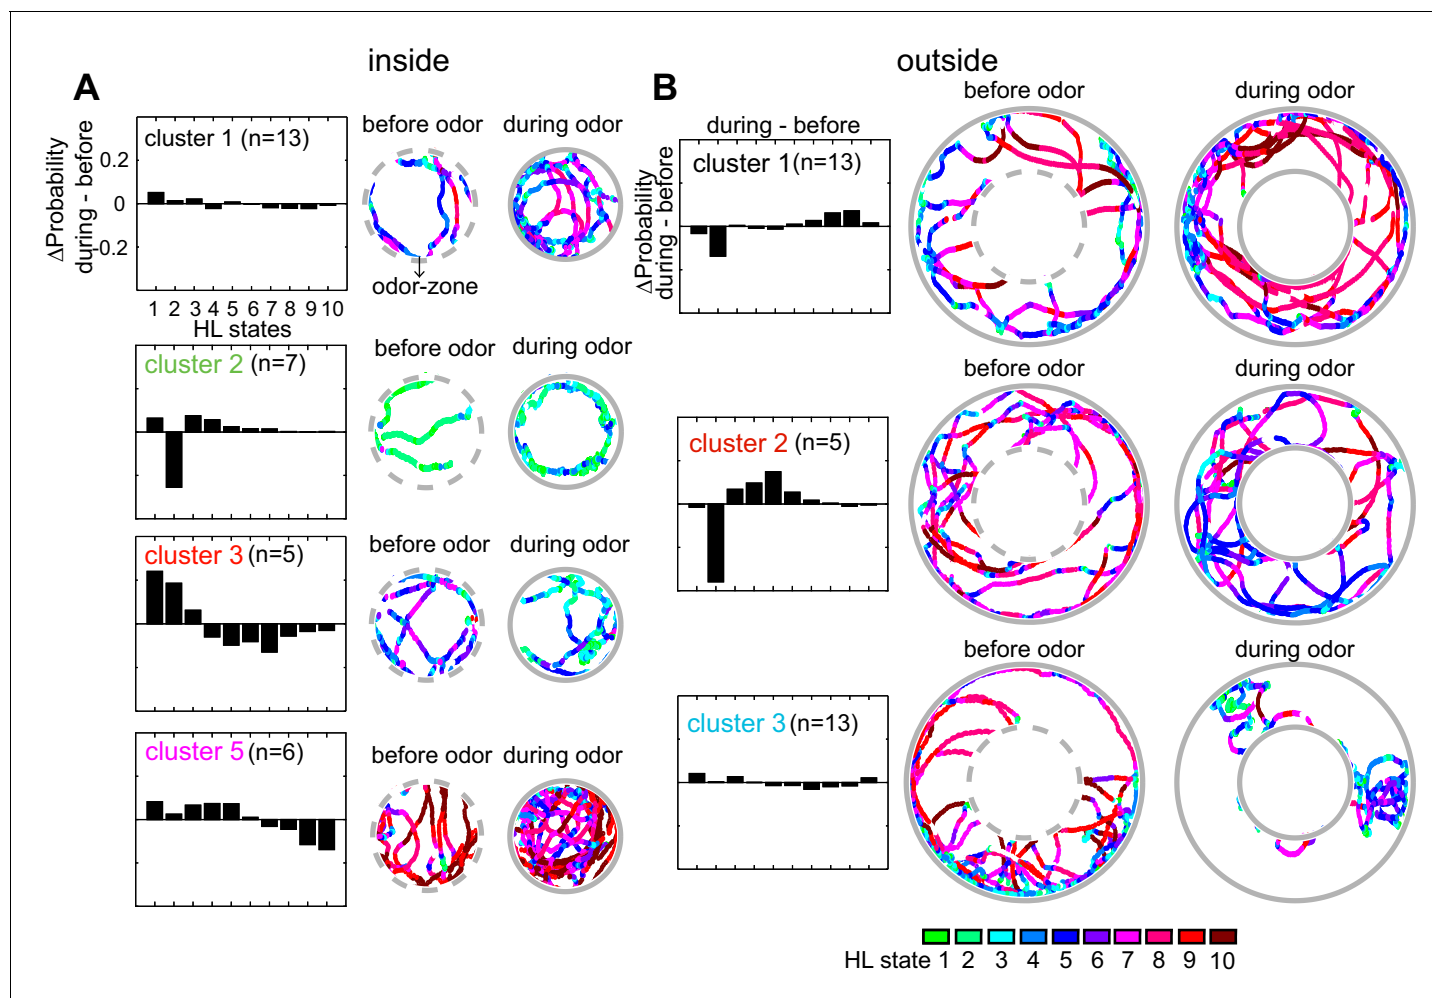 inside
outside
A
B
ΔProbability
during - before
0.2
0
-0.2
cluster 1 (n=13)
1 2 3 4 5 6 7 8 9 10
HL states
before odor
during odor
odor-zone
cluster 2 (n=7)
before odor
during odor
cluster 3 (n=5)
before odor
during odor
cluster 5 (n=6)
before odor
during odor
during - before
ΔProbability
during - before
cluster 1 (n=13)
before odor
during odor
cluster 2 (n=5)
before odor
during odor
cluster 3 (n=13)
before odor
during odor
HL state 1 2 3 4 5 6 7 8 9 10